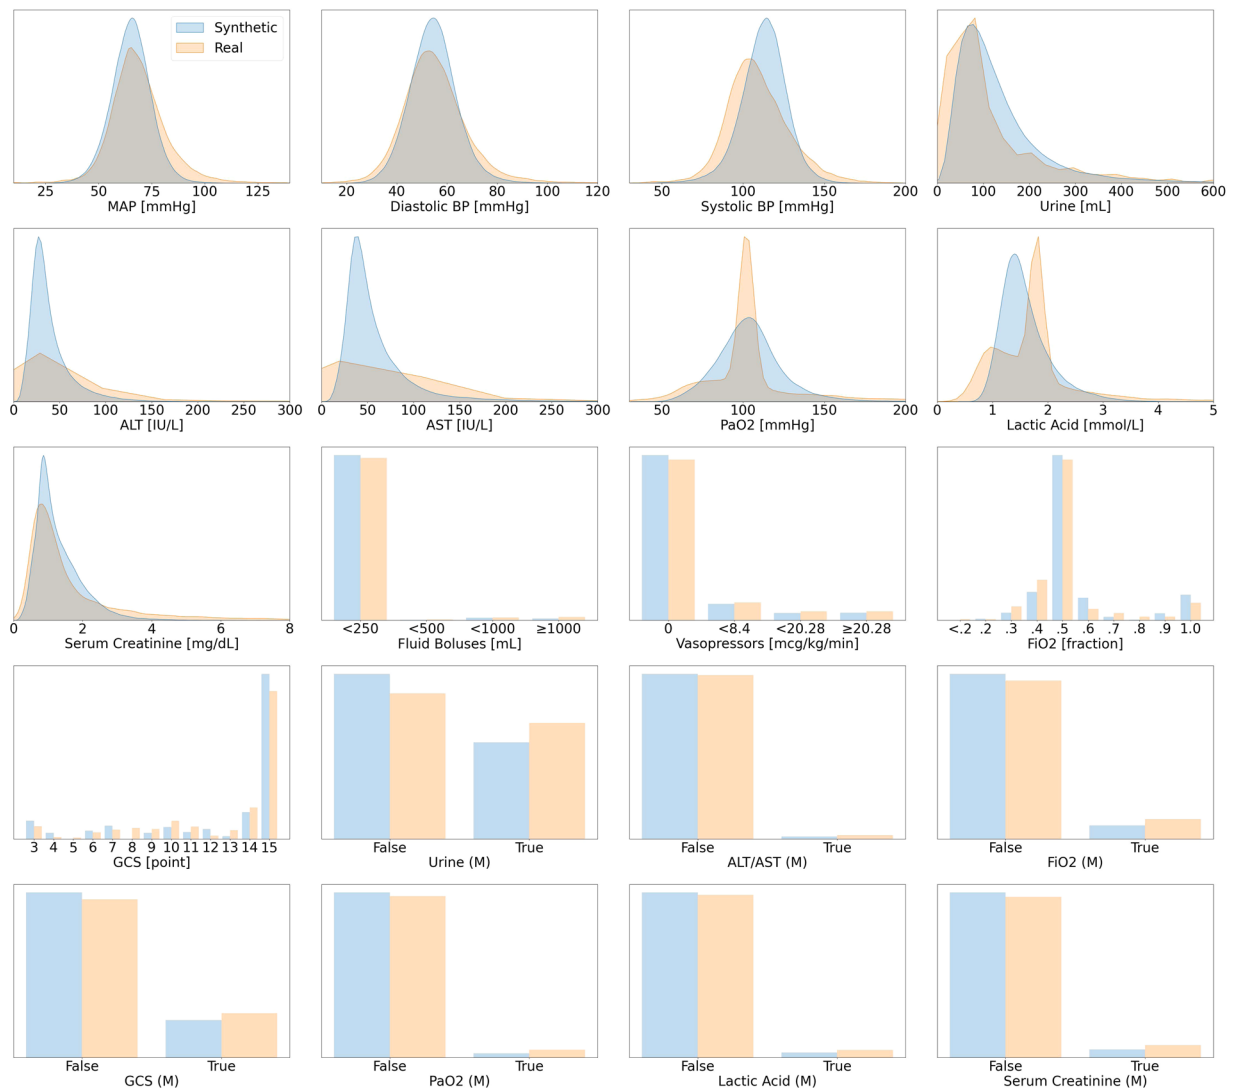 Synthetic
Real
25 50 75 100 125
MAP [mmHg]
20 40 60 80 100 120
Diastolic BP [mmHg]
50 100 150 200
Systolic BP [mmHg]
0 100 200 300 400 500 600
Urine [mL]
0 50 100 150 200 250 300
ALT [IU/L]
0 50 100 150 200 250 300
AST [IU/L]
50 100 150 200
PaO2 [mmHg]
0 1 2 3 4 5
Lactic Acid [mmol/L]
0 2 4 6 8
Serum Creatinine [mg/dL]
<250 <500 <1000 ≥1000
Fluid Boluses [mL]
0 <8.4 <20.28 ≥20.28
Vasopressors [mcg/kg/min]
<.2 .2 .3 .4 .5 .6 .7 .8 .9 1.0
FiO2 [fraction]
3 4 5 6 7 8 9 10 11 12 13 14 15
GCS [point]
False True
Urine (M)
False True
ALT/AST (M)
False True
FiO2 (M)
False True
GCS (M)
False True
PaO2 (M)
False True
Lactic Acid (M)
False True
Serum Creatinine (M)